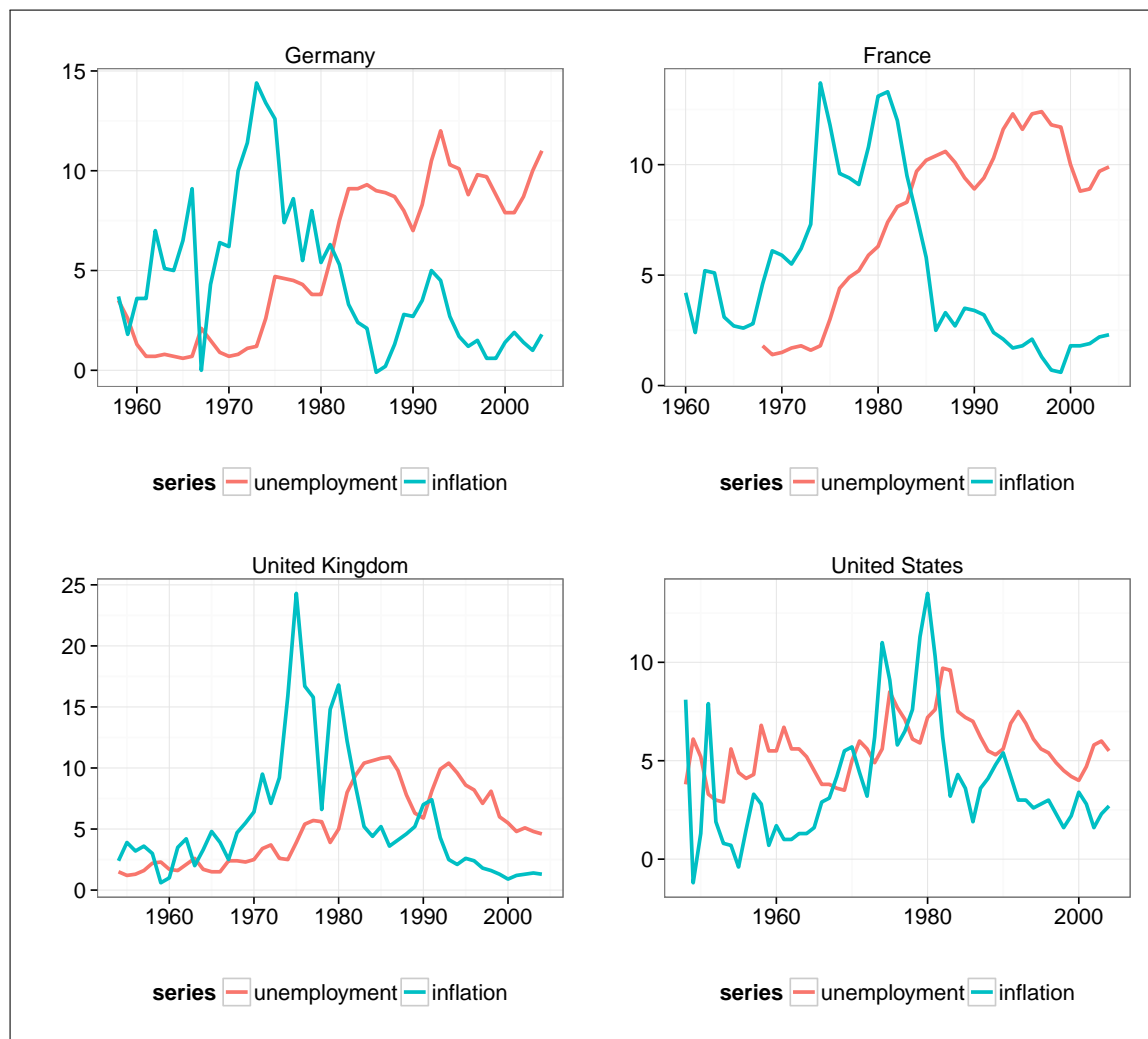 Germany
15
10
5
0
1960 1970 1980 1990 2000
series unemployment inflation
France
10
5
0
1960 1970 1980 1990 2000
series unemployment inflation
United Kingdom
25
20
15
10
5
0
1960 1970 1980 1990 2000
series unemployment inflation
United States
10
5
0
1960 1980 2000
series unemployment inflation